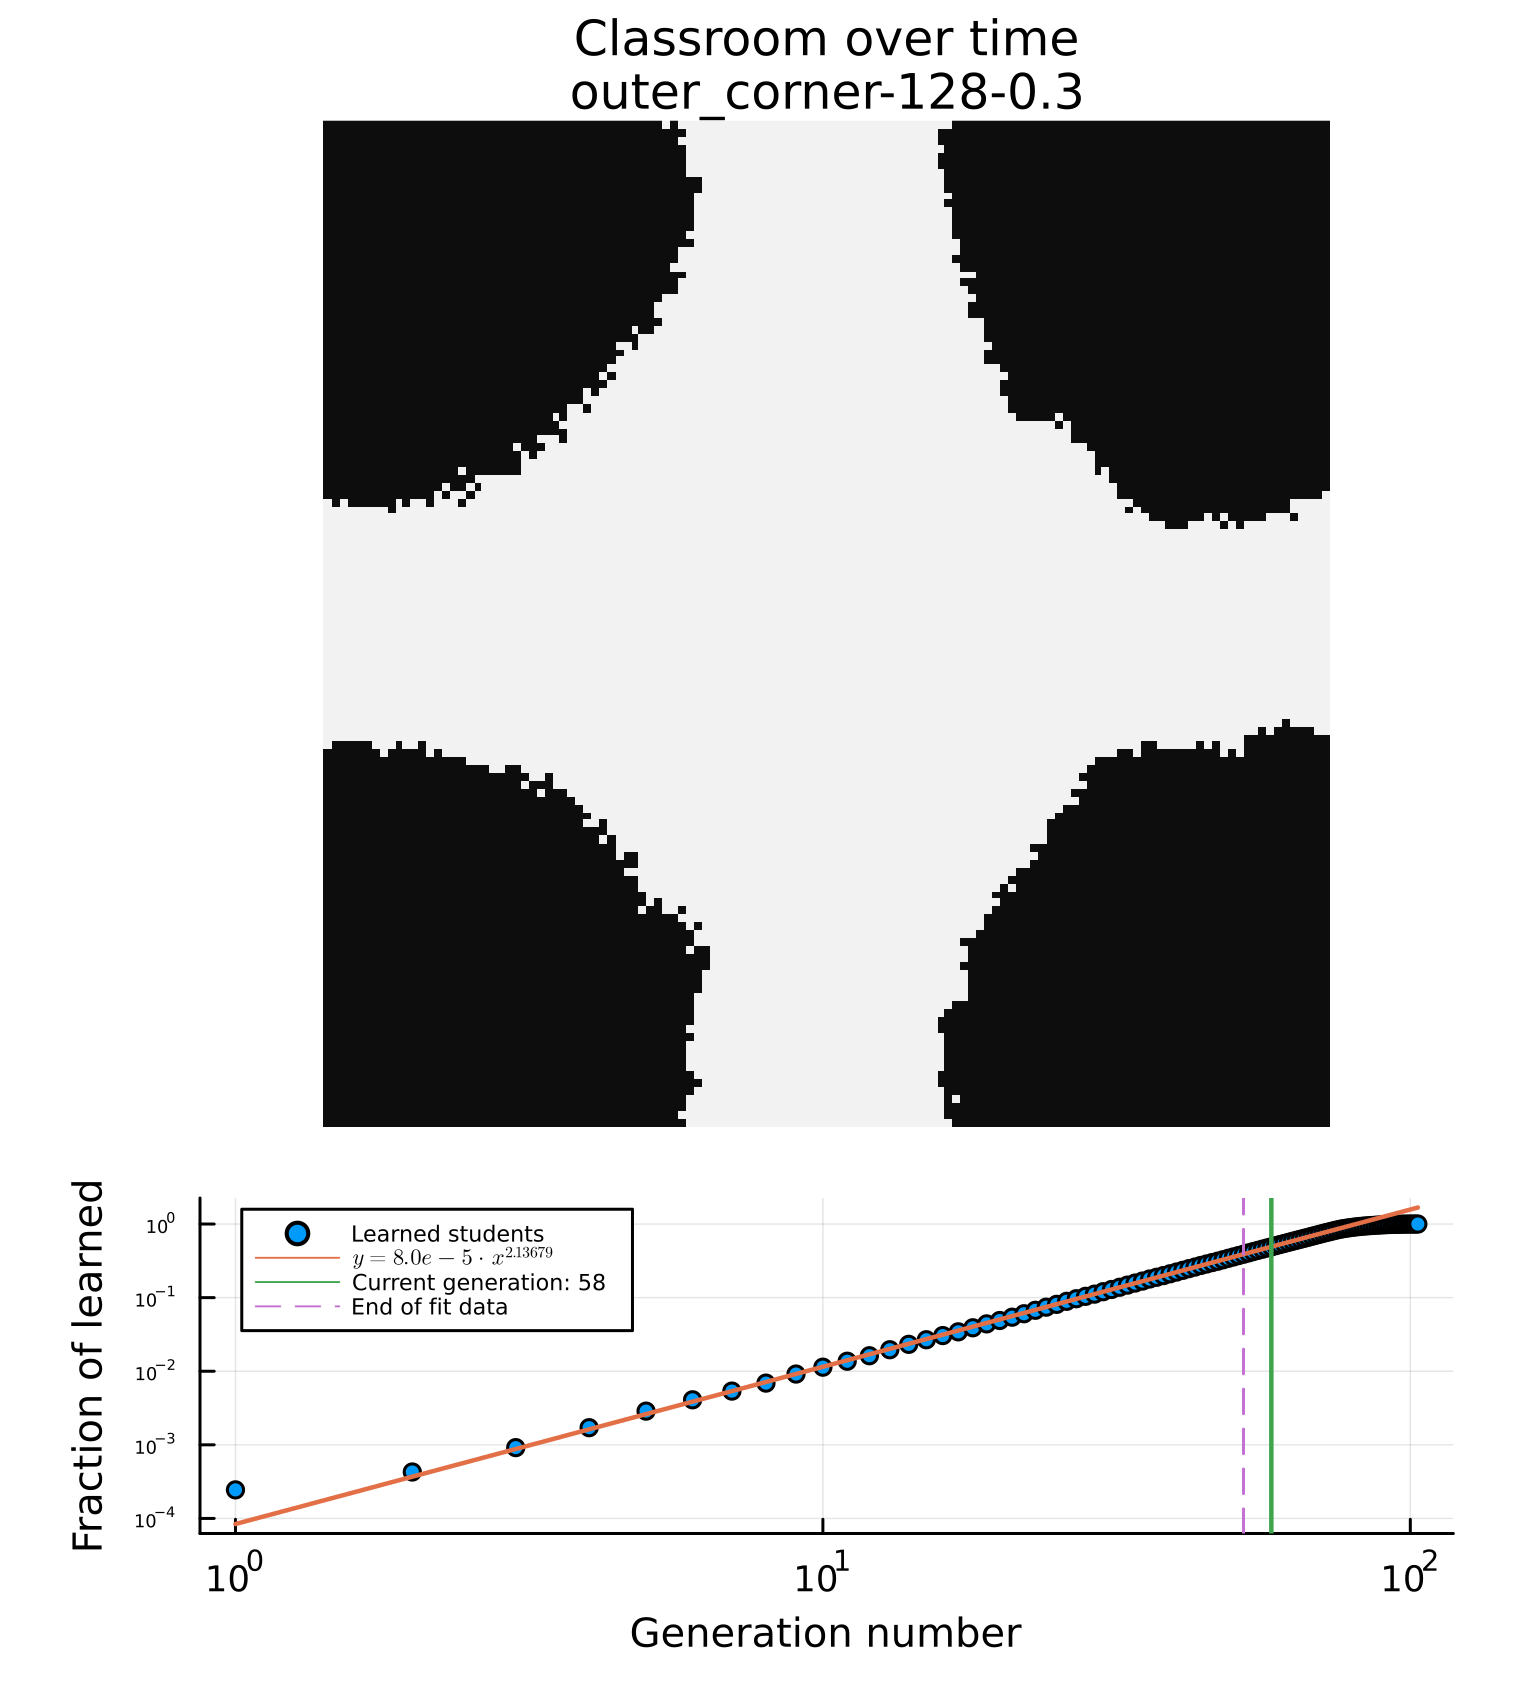 Classroom over time
outer_corner-128-0.3
Fraction of learned
10^0
10^−1
10^−2
10^−3
10^−4
Learned students
y = 8.0e − 5 · x^2.13679
Current generation: 58
End of fit data
10^0 10^1 10^2
Generation number